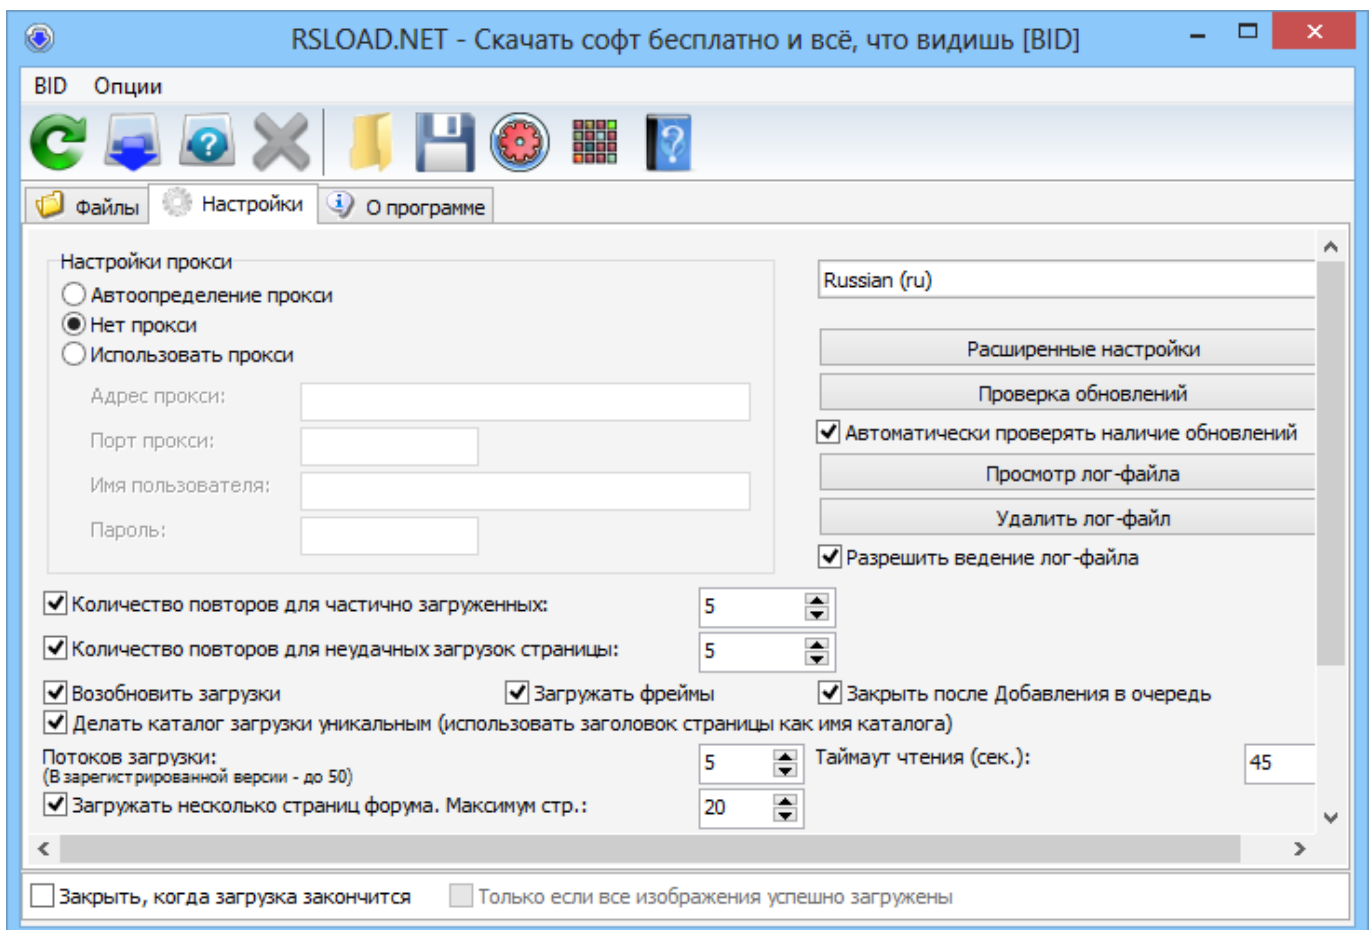 RSLOAD.NET - Скачать софт бесплатно и всё, что видишь [BID]
BID Опции
Файлы Настройки О программе
Настройки прокси
Автоопределение прокси
Нет прокси
Использовать прокси
Адрес прокси:
Порт прокси:
Имя пользователя:
Пароль:
Russian (ru)
Расширенные настройки
Проверка обновлений
Автоматически проверять наличие обновлений
Просмотр лог-файла
Удалить лог-файл
Разрешить ведение лог-файла
Количество повторов для частично загруженных: 5
Количество повторов для неудачных загрузок страницы: 5
Возобновить загрузки Загружать фреймы Закрыть после Добавления в очередь
Делать каталог загрузки уникальным (использовать заголовок страницы как имя каталога)
Потоков загрузки: 5 Таймаут чтения (сек.): 45
(В зарегистрированной версии - до 50)
Загружать несколько страниц форума. Максимум стр.: 20
Закрыть, когда загрузка закончится Только если все изображения успешно загружены